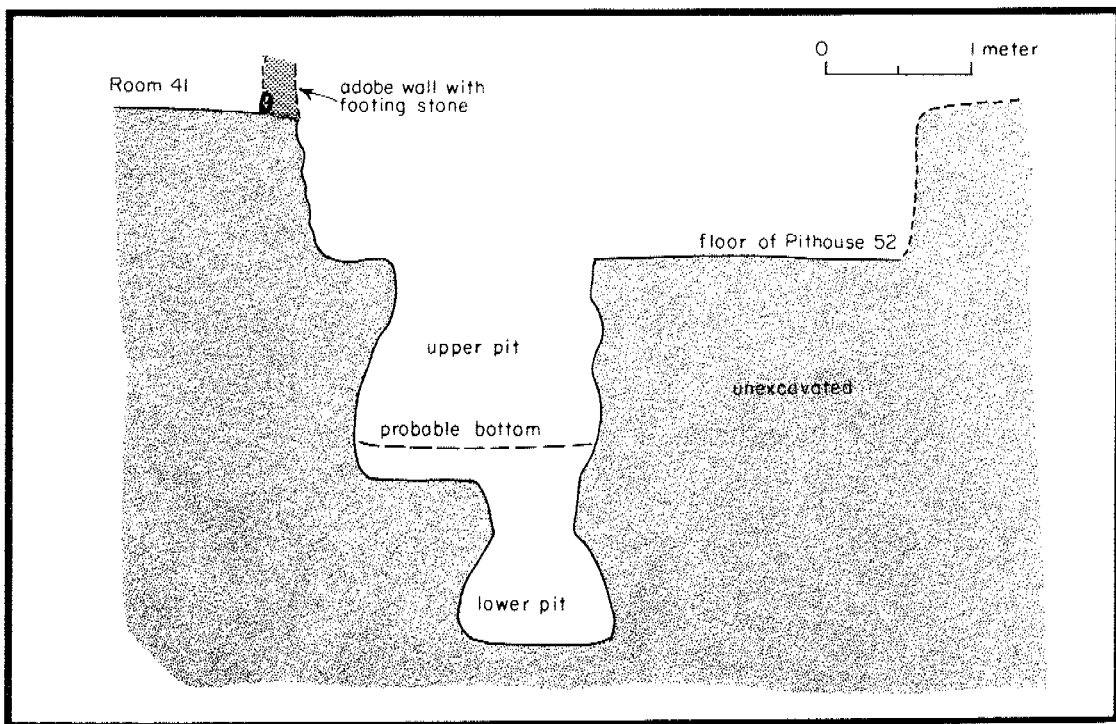 0 1 meter
Room 41
adobe wall with
footing stone
floor of Pithouse 52
upper pit
unexcavated
probable bottom
lower pit